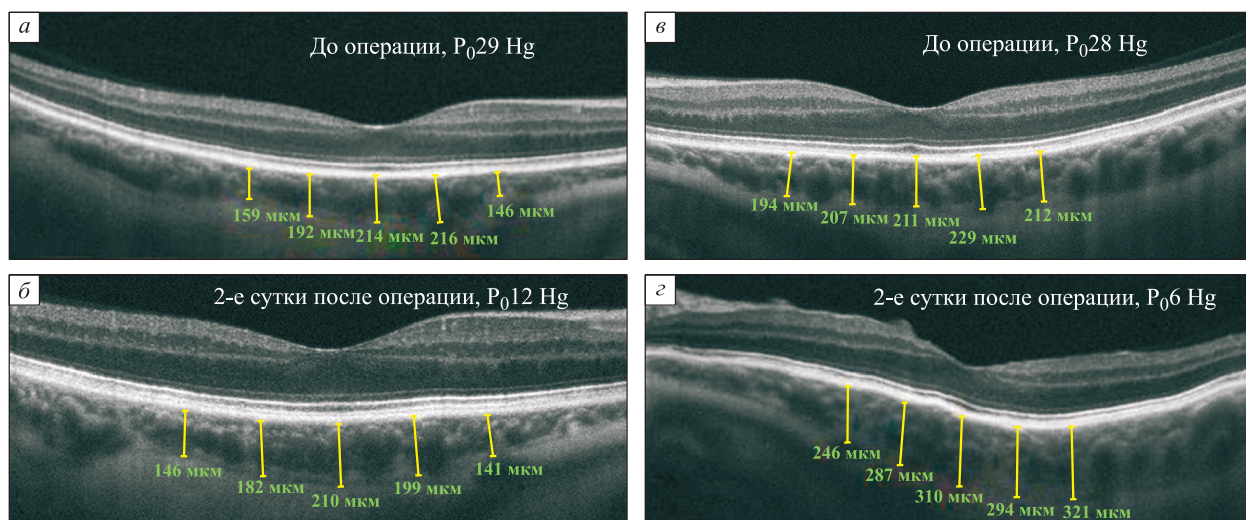 а
До операции, P₀29 Hg
159 мкм
192 мкм
214 мкм
216 мкм
146 мкм
в
До операции, P₀28 Hg
194 мкм
207 мкм
211 мкм
229 мкм
212 мкм
б
2-е сутки после операции, P₀12 Hg
146 мкм
182 мкм
210 мкм
199 мкм
141 мкм
г
2-е сутки после операции, P₀6 Hg
246 мкм
287 мкм
310 мкм
294 мкм
321 мкм